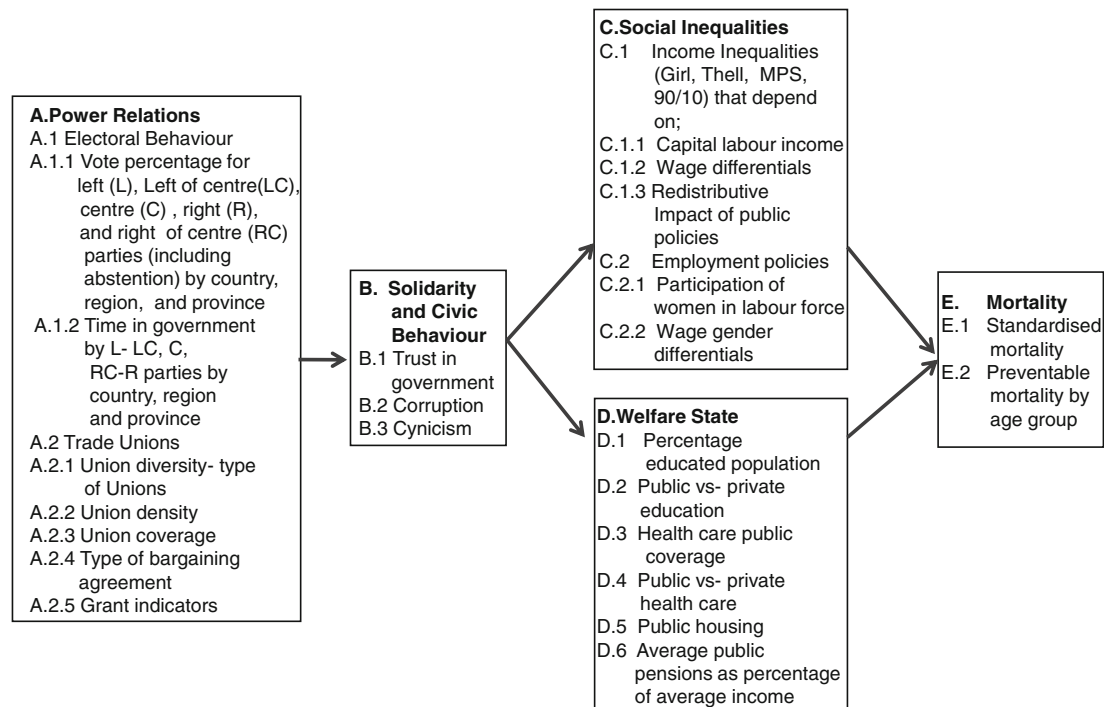 A.Power Relations
A.1 Electoral Behaviour
A.1.1 Vote percentage for
left (L), Left of centre(LC),
centre (C) , right (R),
and right of centre (RC)
parties (including
abstention) by country,
region, and province
A.1.2 Time in government
by L- LC, C,
RC-R parties by
country, region
and province
A.2 Trade Unions
A.2.1 Union diversity- type
of Unions
A.2.2 Union density
A.2.3 Union coverage
A.2.4 Type of bargaining
agreement
A.2.5 Grant indicators
B. Solidarity
and Civic
Behaviour
B.1 Trust in
government
B.2 Corruption
B.3 Cynicism
C.Social Inequalities
C.1 Income Inequalities
(Girl, Thell, MPS,
90/10) that depend
on;
C.1.1 Capital labour income
C.1.2 Wage differentials
C.1.3 Redistributive
Impact of public
policies
C.2 Employment policies
C.2.1 Participation of
women in labour force
C.2.2 Wage gender
differentials
D.Welfare State
D.1 Percentage
educated population
D.2 Public vs- private
education
D.3 Health care public
coverage
D.4 Public vs- private
health care
D.5 Public housing
D.6 Average public
pensions as percentage
of average income
E. Mortality
E.1 Standardised
mortality
E.2 Preventable
mortality by
age group